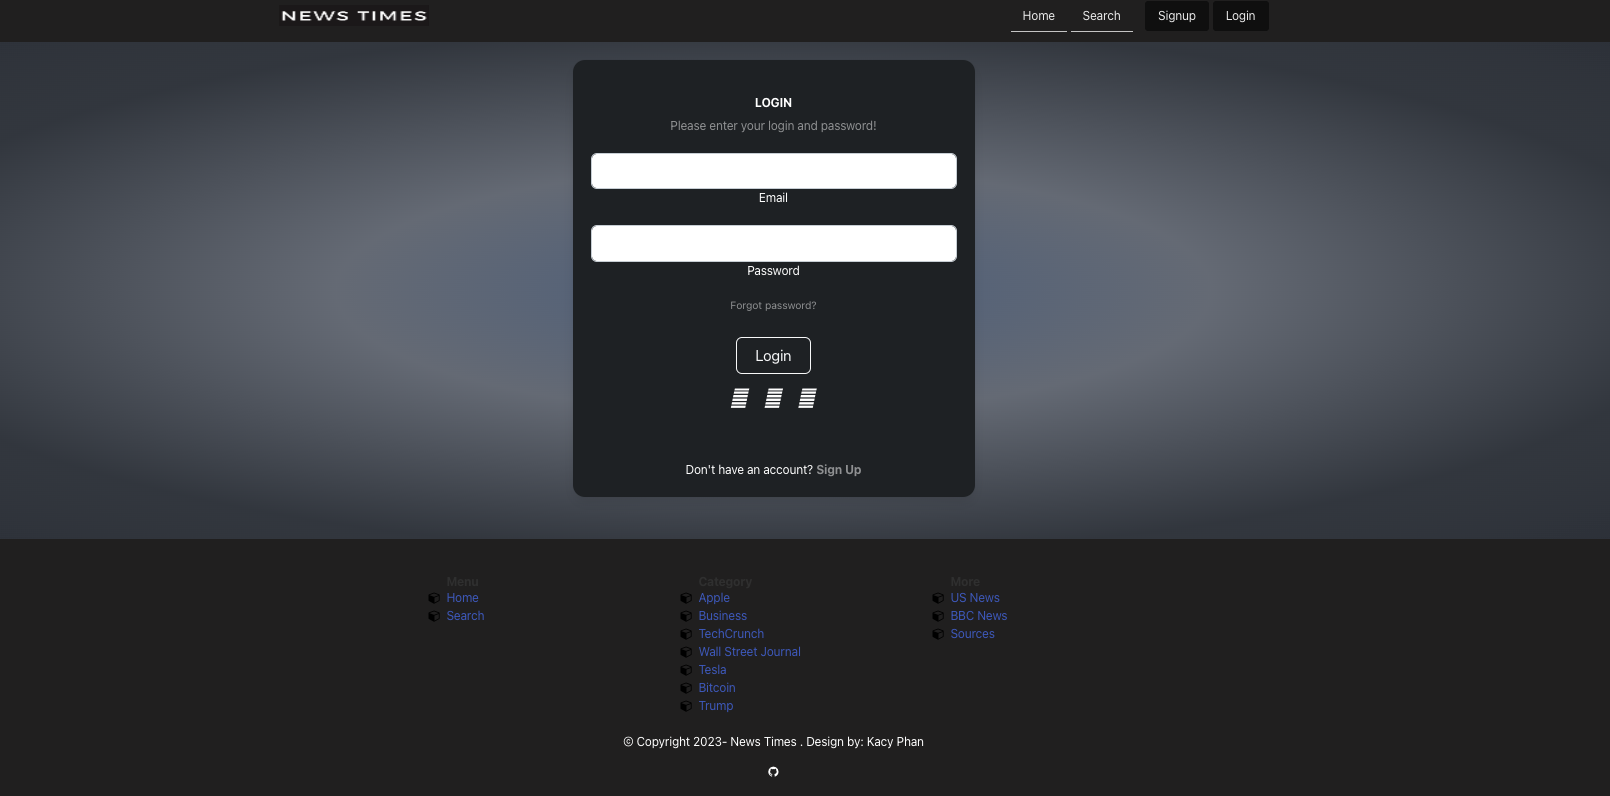 NEWS TIMES
Home Search Signup Login
LOGIN
Please enter your login and password!
Email
Password
Forgot password?
Login
Don't have an account? Sign Up
Menu
Home
Search
Category
Apple
Business
TechCrunch
Wall Street Journal
Tesla
Bitcoin
Trump
More
US News
BBC News
Sources
© Copyright 2023- News Times . Design by: Kacy Phan